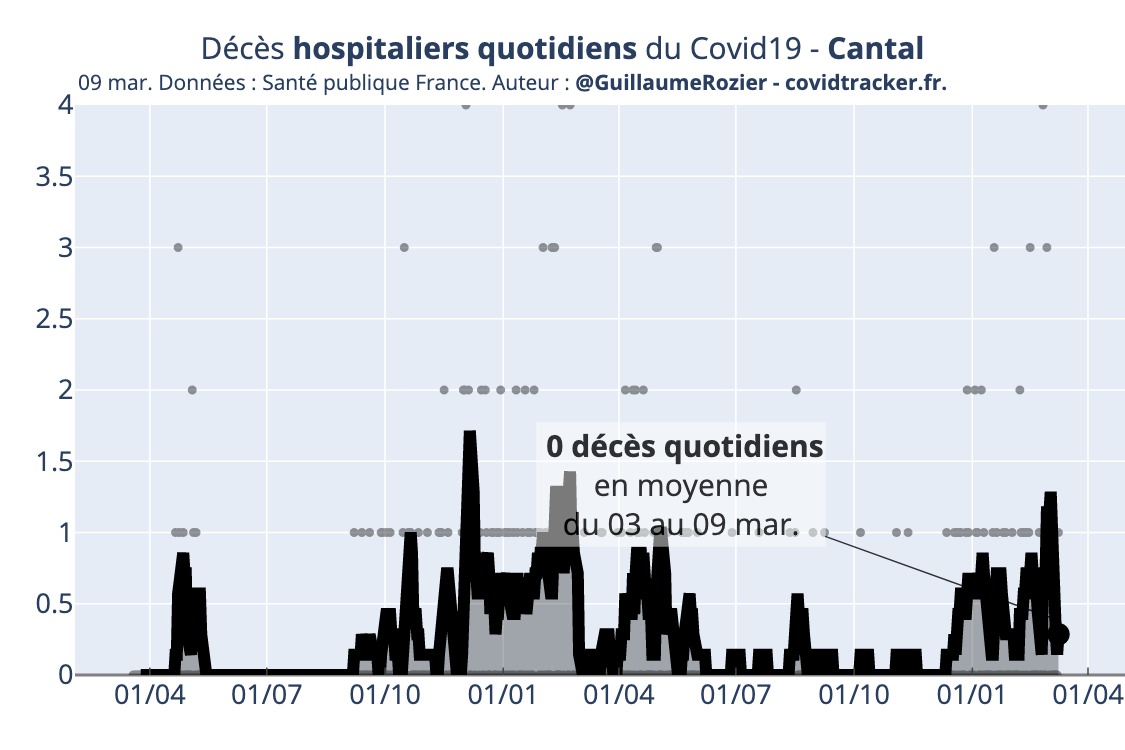 Décès hospitaliers quotidiens du Covid19 - Cantal
09 mar. Données : Santé publique France. Auteur : @GuillaumeRozier - covidtracker.fr.
4
3.5
3
2.5
2
1.5
1
0.5
0
0 décès quotidiens
en moyenne
du 03 au 09 mar.
01/04 01/07 01/10 01/01 01/04 01/07 01/10 01/01 01/04